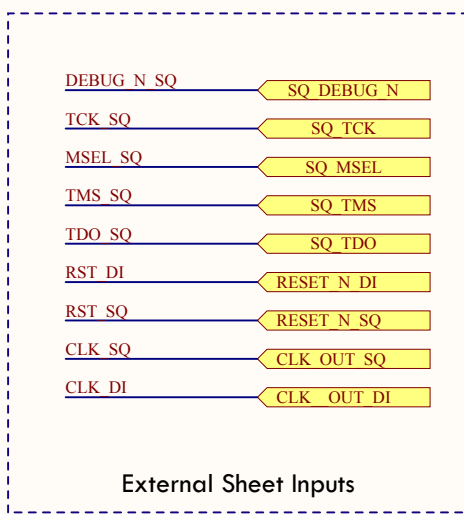 DEBUG_N_SQ SQ_DEBUG_N
TCK_SQ SQ_TCK
MSEL_SQ SQ_MSEL
TMS_SQ SQ_TMS
TDO_SQ SQ_TDO
RST_DI RESET_N_DI
RST_SQ RESET_N_SQ
CLK_SQ CLK_OUT_SQ
CLK_DI CLK__OUT_DI
External Sheet Inputs